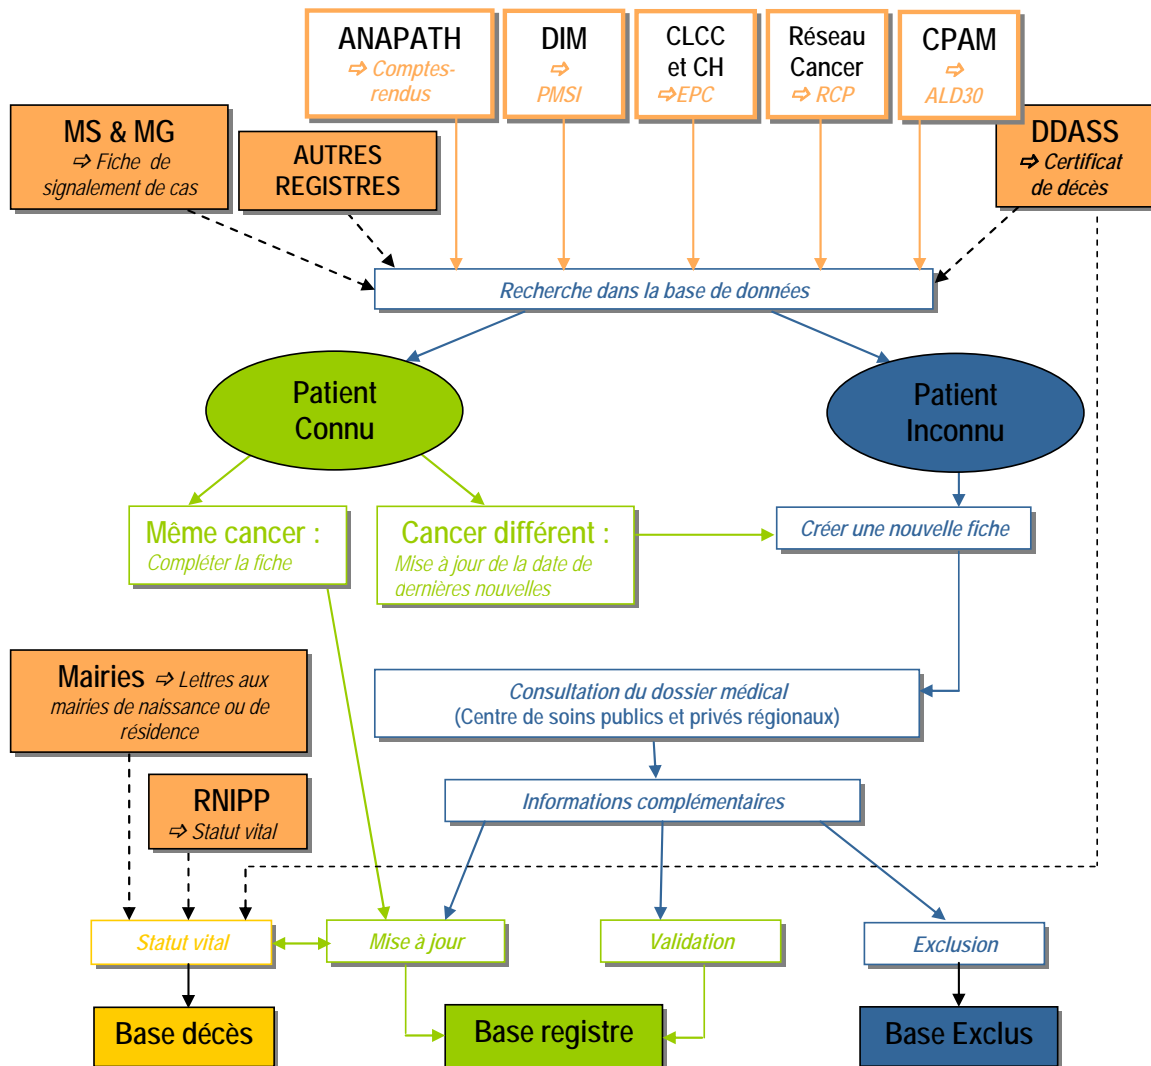 ANAPATH
⇨ Comptes-
rendus
DIM
⇨
PMSI
CLCC
et CH
⇨EPC
Réseau
Cancer
⇨ RCP
CPAM
⇨
ALD30
MS & MG
⇨ Fiche de
signalement de cas
AUTRES
REGISTRES
DDASS
⇨ Certificat
de décès
Recherche dans la base de données
Patient
Connu
Patient
Inconnu
Même cancer :
Compléter la fiche
Cancer différent :
Mise à jour de la date de
dernières nouvelles
Créer une nouvelle fiche
Mairies ⇨ Lettres aux
mairies de naissance ou de
résidence
Consultation du dossier médical
(Centre de soins publics et privés régionaux)
RNIPP
⇨ Statut vital
Informations complémentaires
Statut vital
Mise à jour
Validation
Exclusion
Base décès
Base registre
Base Exclus